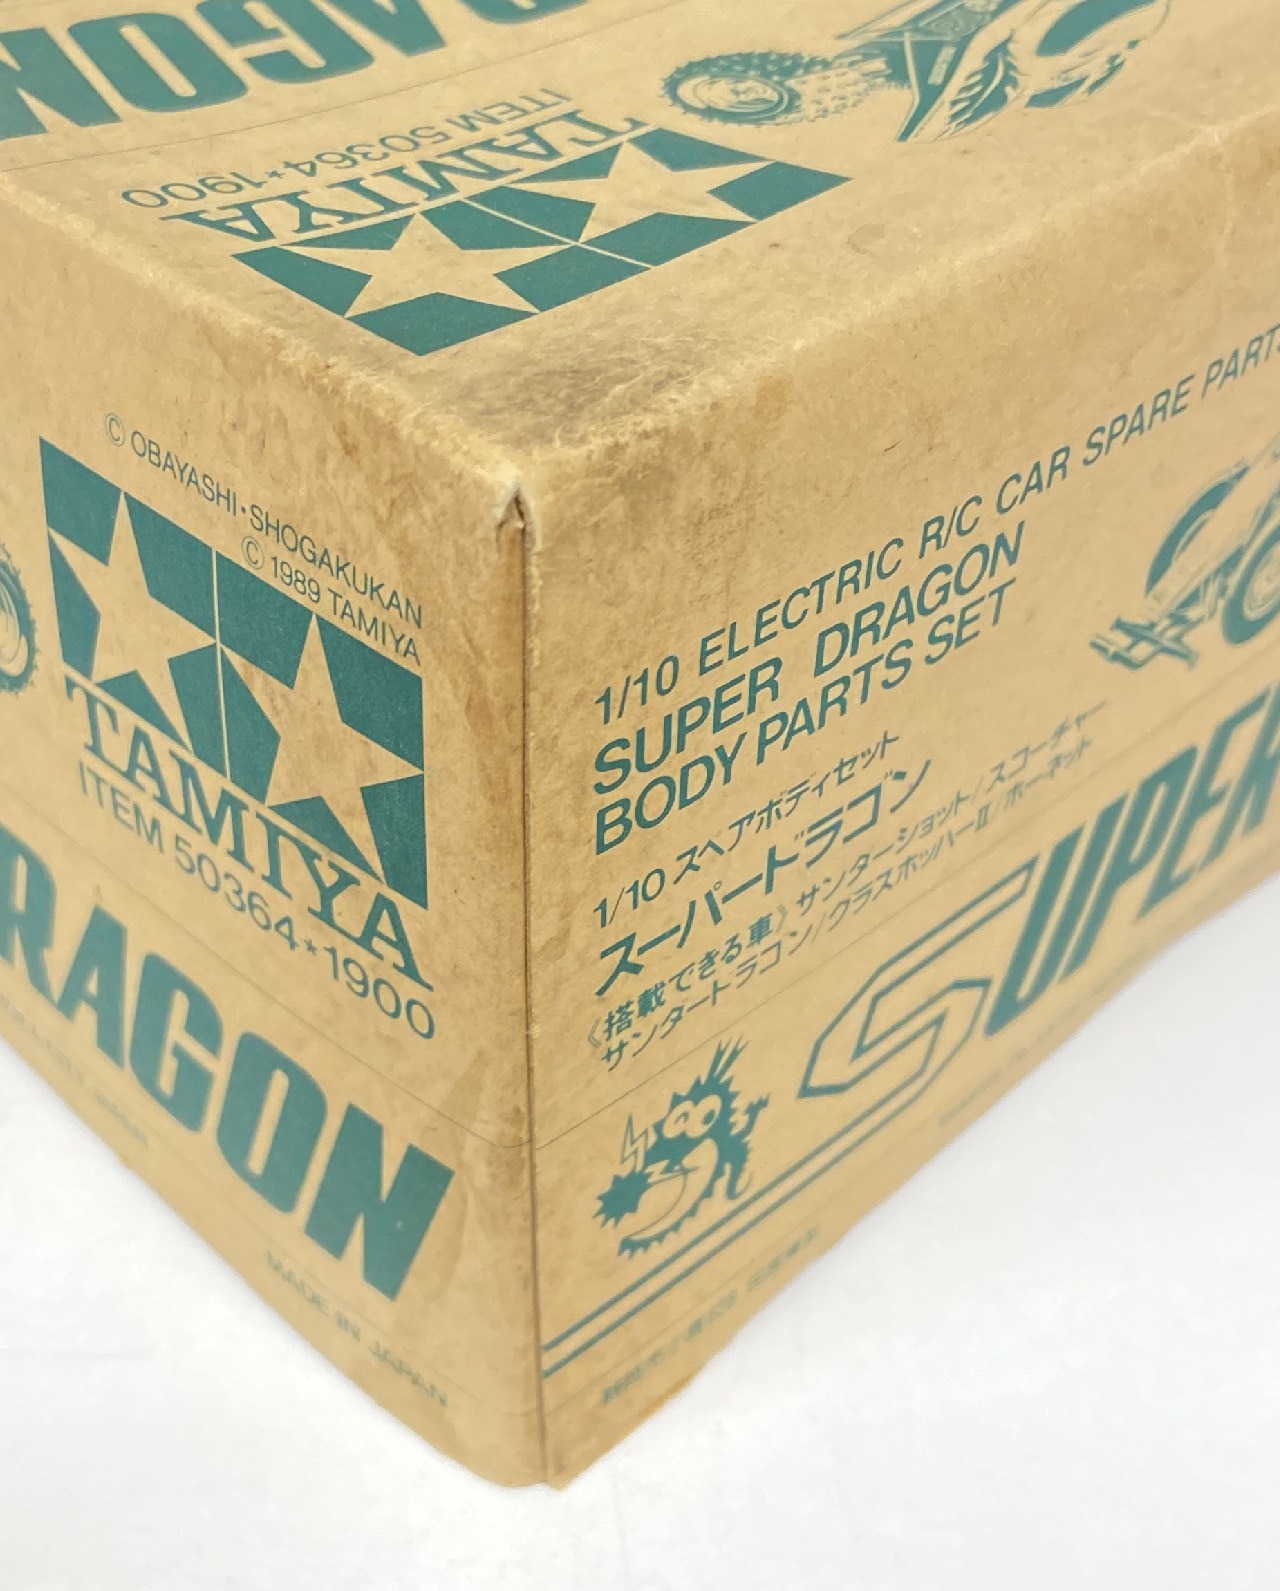 RAGON
TAMIYA
ITEM 50364★1900
© OBAYASHI・SHOGAKUKAN
© 1989 TAMIYA
TAMIYA
ITEM 50364★1900
RAGON
MADE IN JAPAN
1/10 ELECTRIC R/C CAR SPARE PARTS
SUPER DRAGON
BODY PARTS SET
1/10 スペアボディセット
スーパードラゴン
《搭載できる車》サンダーショット/スコーチャー
サンダードラゴン/グラスホッパーII/ホーネット
SUPER